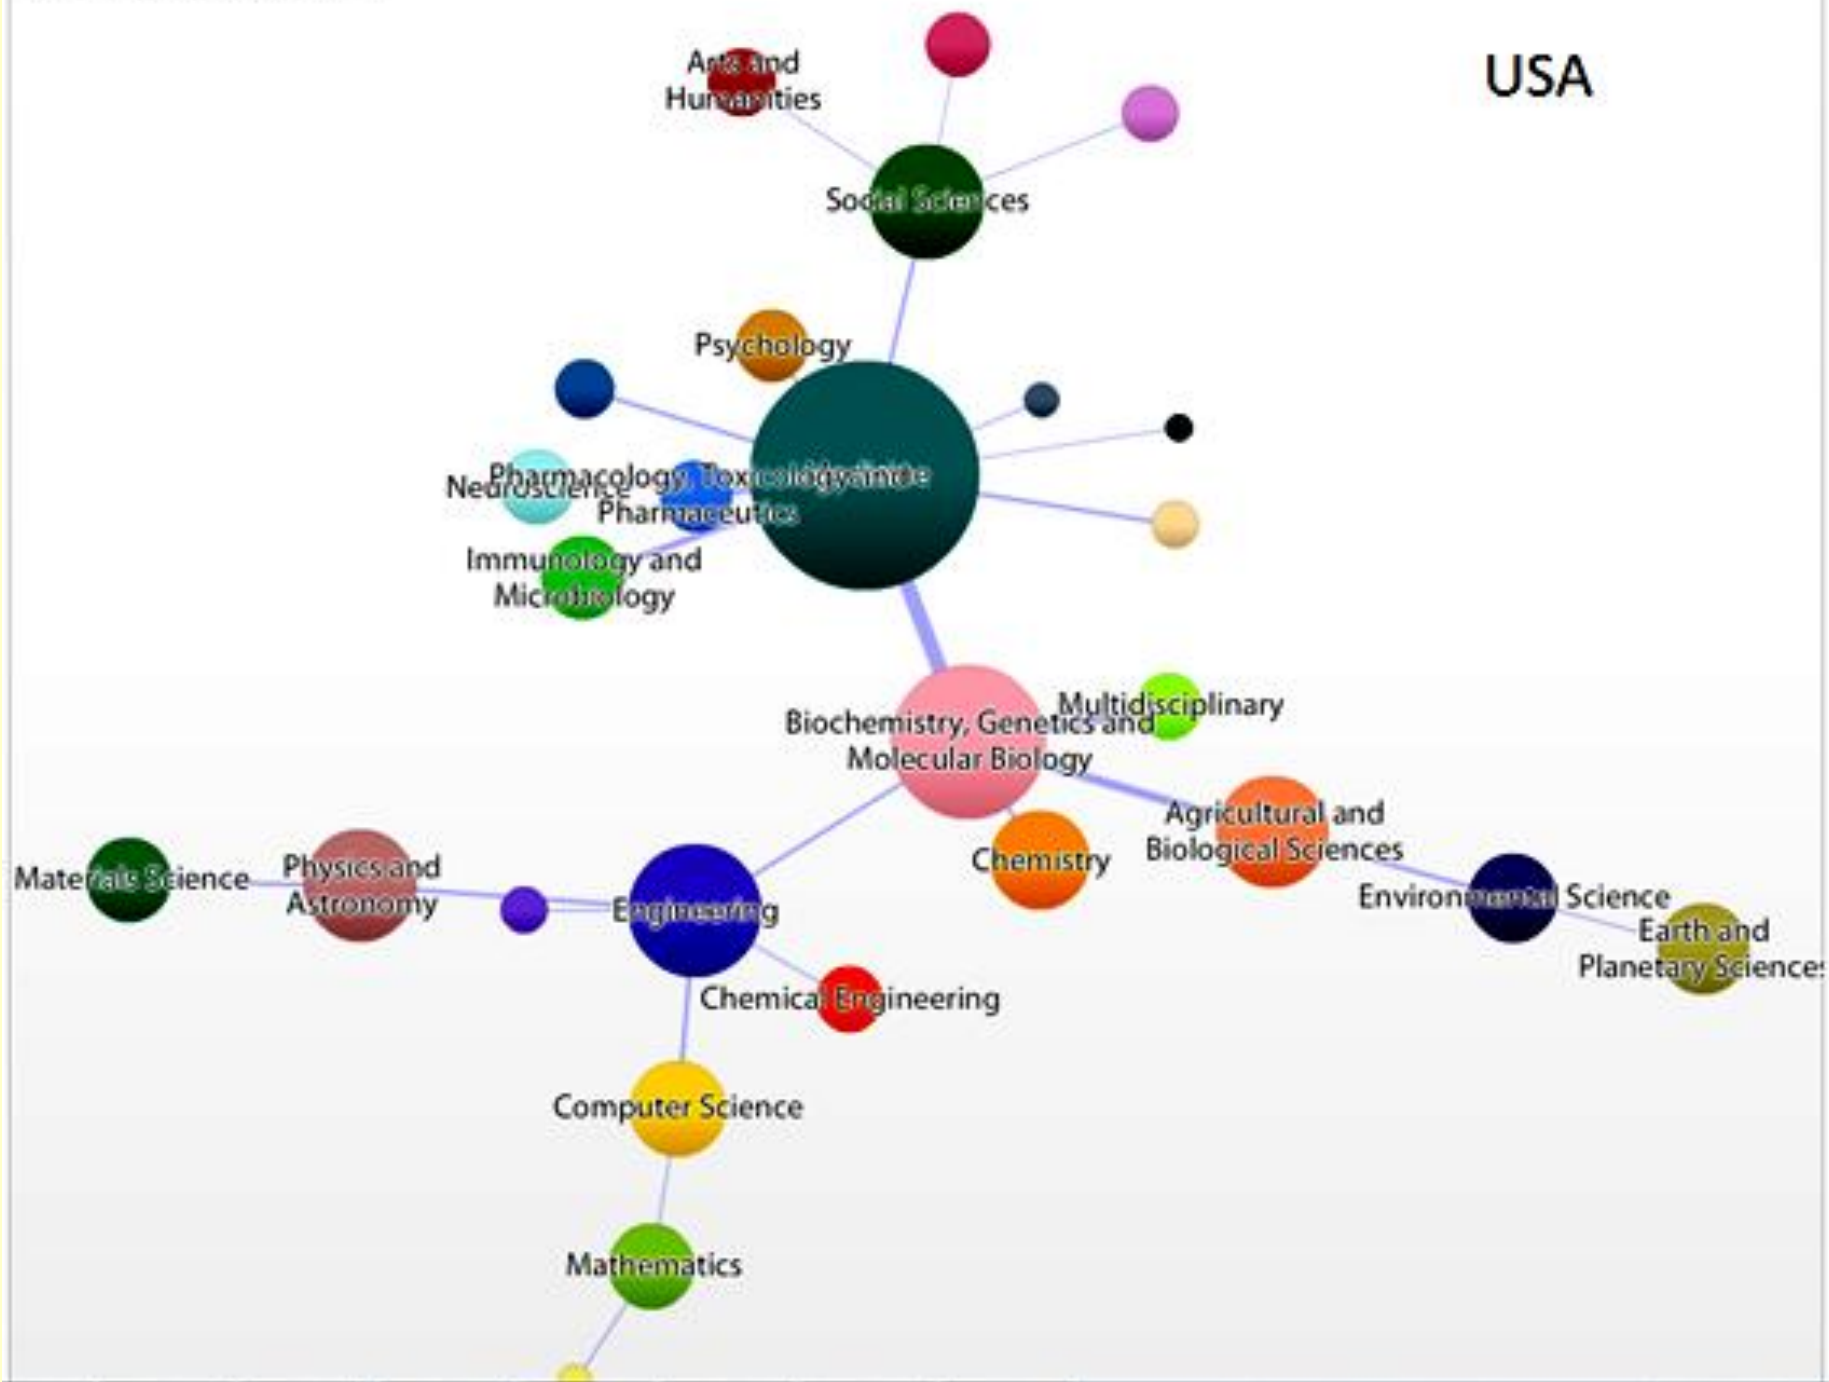 USA
Arts and
Humanities
Social Sciences
Psychology
Pharmacology, Toxicology and
Pharmaceutics
Medicine
Neuroscience
Immunology and
Microbiology
Multidisciplinary
Biochemistry, Genetics and
Molecular Biology
Agricultural and
Biological Sciences
Chemistry
Materials Science
Physics and
Astronomy
Engineering
Environmental Science
Earth and
Planetary Sciences
Chemical Engineering
Computer Science
Mathematics